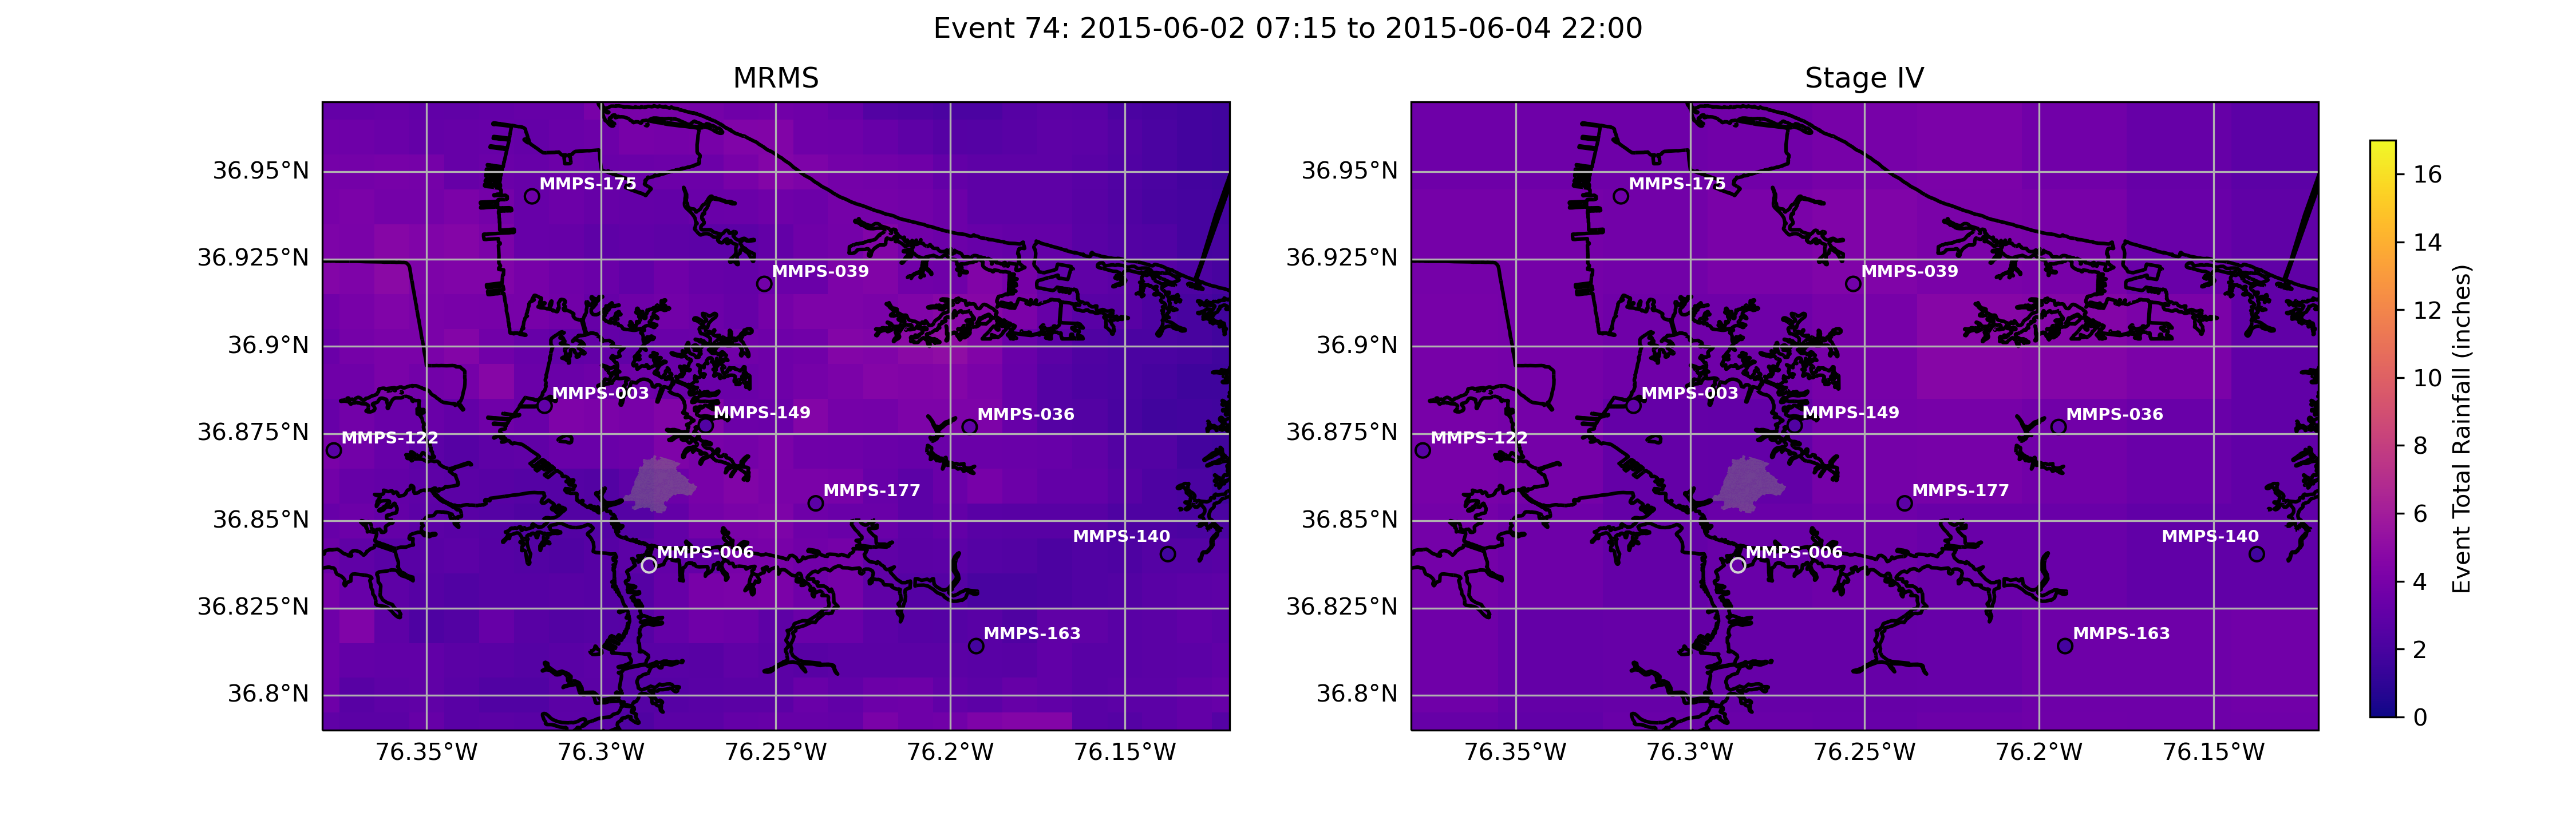 Event 74: 2015-06-02 07:15 to 2015-06-04 22:00
MRMS
36.95°N
36.925°N
36.9°N
36.875°N
36.85°N
36.825°N
36.8°N
MMPS-175
MMPS-039
MMPS-003
MMPS-149
MMPS-036
MMPS-122
MMPS-177
MMPS-140
MMPS-006
MMPS-163
76.35°W
76.3°W
76.25°W
76.2°W
76.15°W
Stage IV
36.95°N
36.925°N
36.9°N
36.875°N
36.85°N
36.825°N
36.8°N
MMPS-175
MMPS-039
MMPS-003
MMPS-149
MMPS-036
MMPS-122
MMPS-177
MMPS-140
MMPS-006
MMPS-163
76.35°W
76.3°W
76.25°W
76.2°W
76.15°W
16
14
12
10
8
6
4
2
0
Event Total Rainfall (inches)